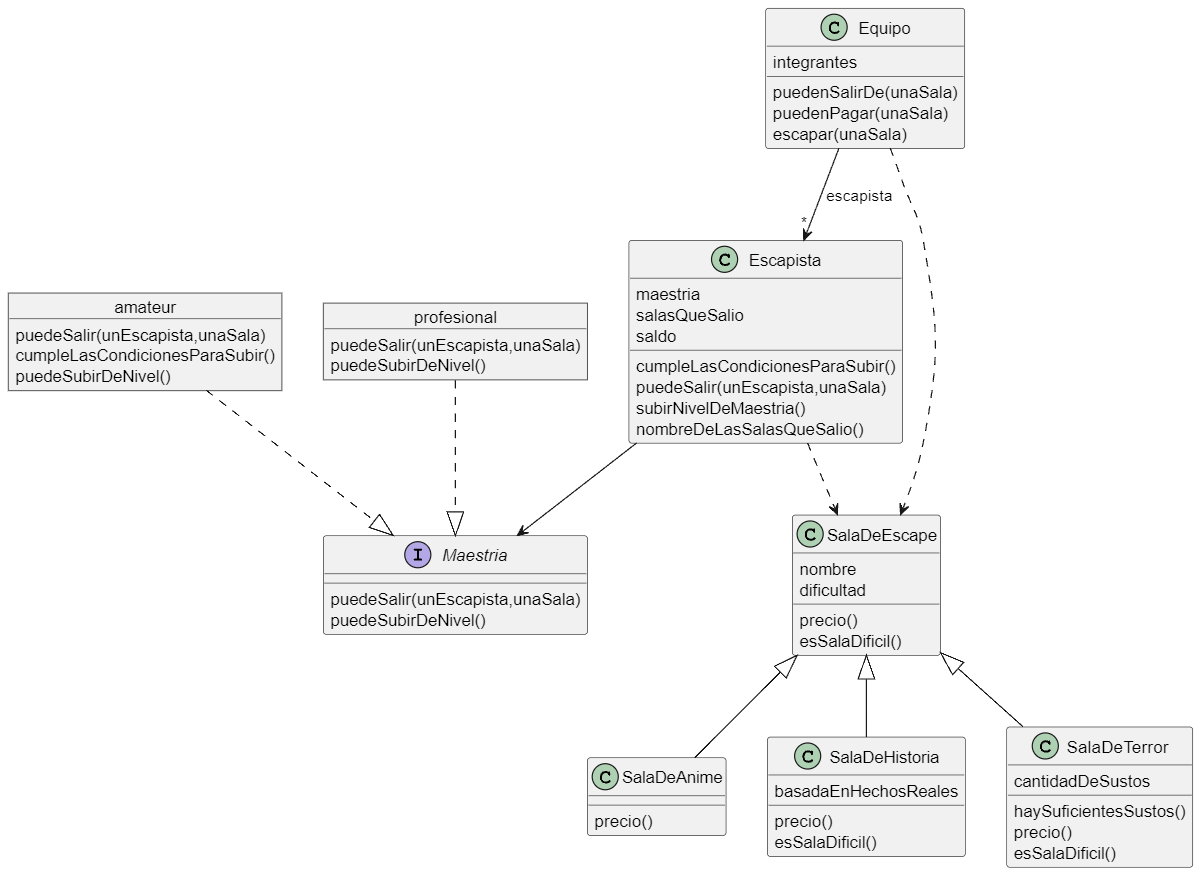 C Equipo
integrantes
puedenSalirDe(unaSala)
puedenPagar(unaSala)
escapar(unaSala)
escapista
*
C Escapista
maestria
salasQueSalio
saldo
cumpleLasCondicionesParaSubir()
puedeSalir(unEscapista,unaSala)
subirNivelDeMaestria()
nombreDeLasSalasQueSalio()
amateur
puedeSalir(unEscapista,unaSala)
cumpleLasCondicionesParaSubir()
puedeSubirDeNivel()
profesional
puedeSalir(unEscapista,unaSala)
puedeSubirDeNivel()
I Maestria
puedeSalir(unEscapista,unaSala)
puedeSubirDeNivel()
C SalaDeEscape
nombre
dificultad
precio()
esSalaDificil()
C SalaDeAnime
precio()
C SalaDeHistoria
basadaEnHechosReales
precio()
esSalaDificil()
C SalaDeTerror
cantidadDeSustos
haySuficientesSustos()
precio()
esSalaDificil()